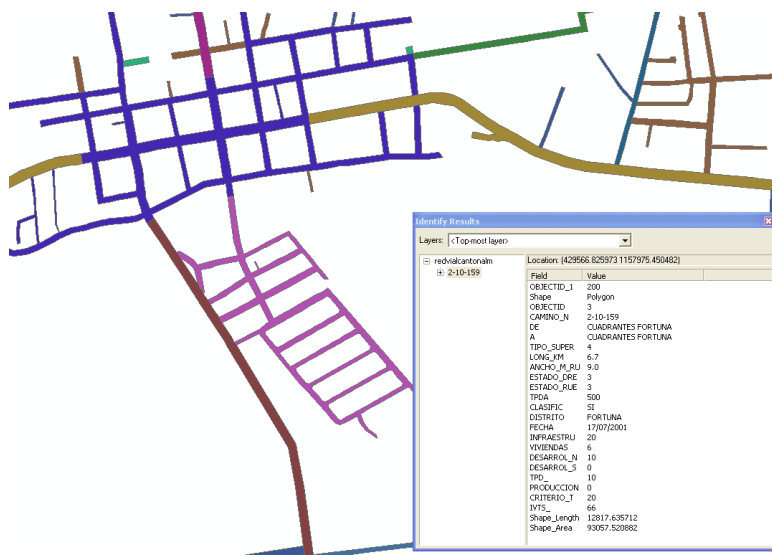 Identify Results
Layers: <Top-most layer>
redvialcantonalm
2-10-159
Location: (429566.825973 1157975.450482)
Field Value
OBJECTID_1 200
Shape Polygon
OBJECTID 3
CAMINO_N 2-10-159
DE CUADRANTES FORTUNA
A CUADRANTES FORTUNA
TIPO_SUPER 4
LONG_KM 6.7
ANCHO_M_RU 9.0
ESTADO_DRE 3
ESTADO_RUE 3
TPDA 500
CLASIFIC SI
DISTRITO FORTUNA
FECHA 17/07/2001
INFRAESTRU 20
VIVIENDAS 6
DESARROL_N 10
DESARROL_S 0
TPD_ 10
PRODUCCION 0
CRITERIO_T 20
IVTS_ 66
Shape_Length 12817.635712
Shape_Area 93057.520882